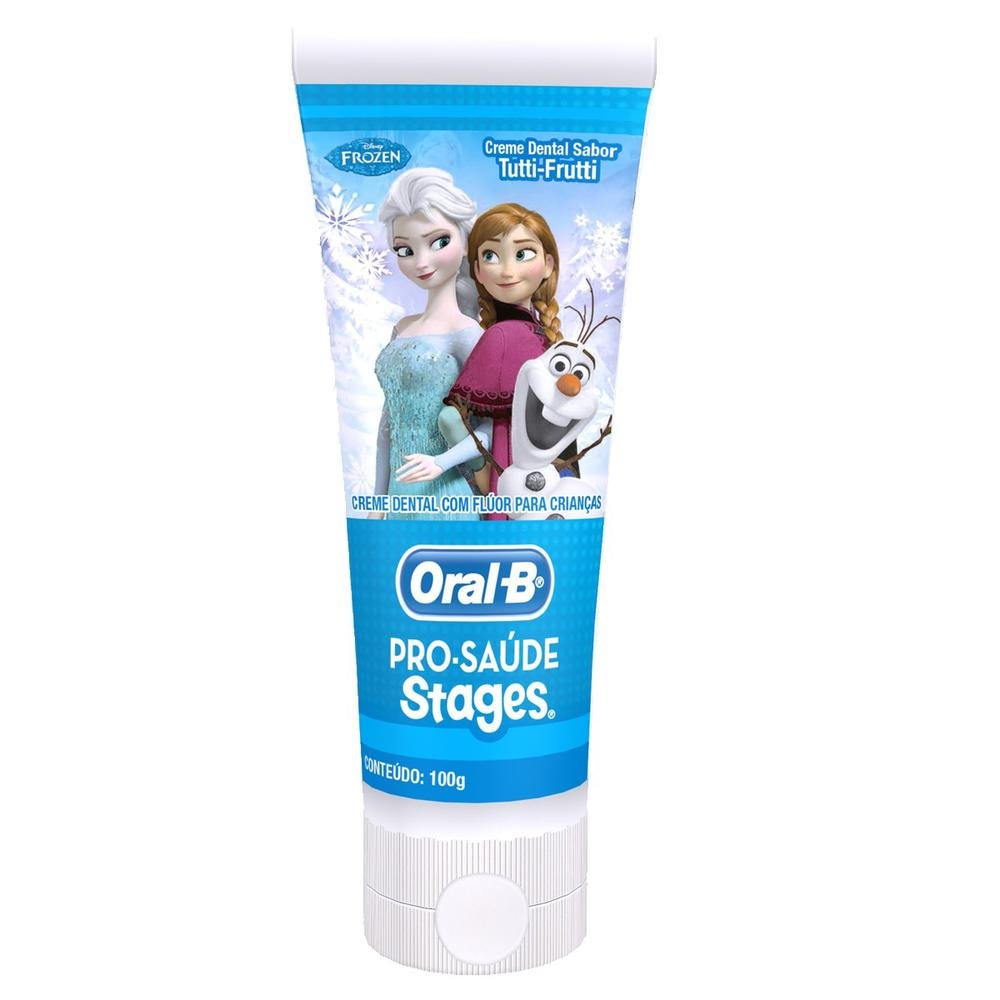 Disney
FROZEN
Creme Dental Sabor
Tutti-Frutti
CREME DENTAL COM FLÚOR PARA CRIANÇAS
Oral-B®
PRO-SAÚDE
Stages®
CONTEÚDO: 100g